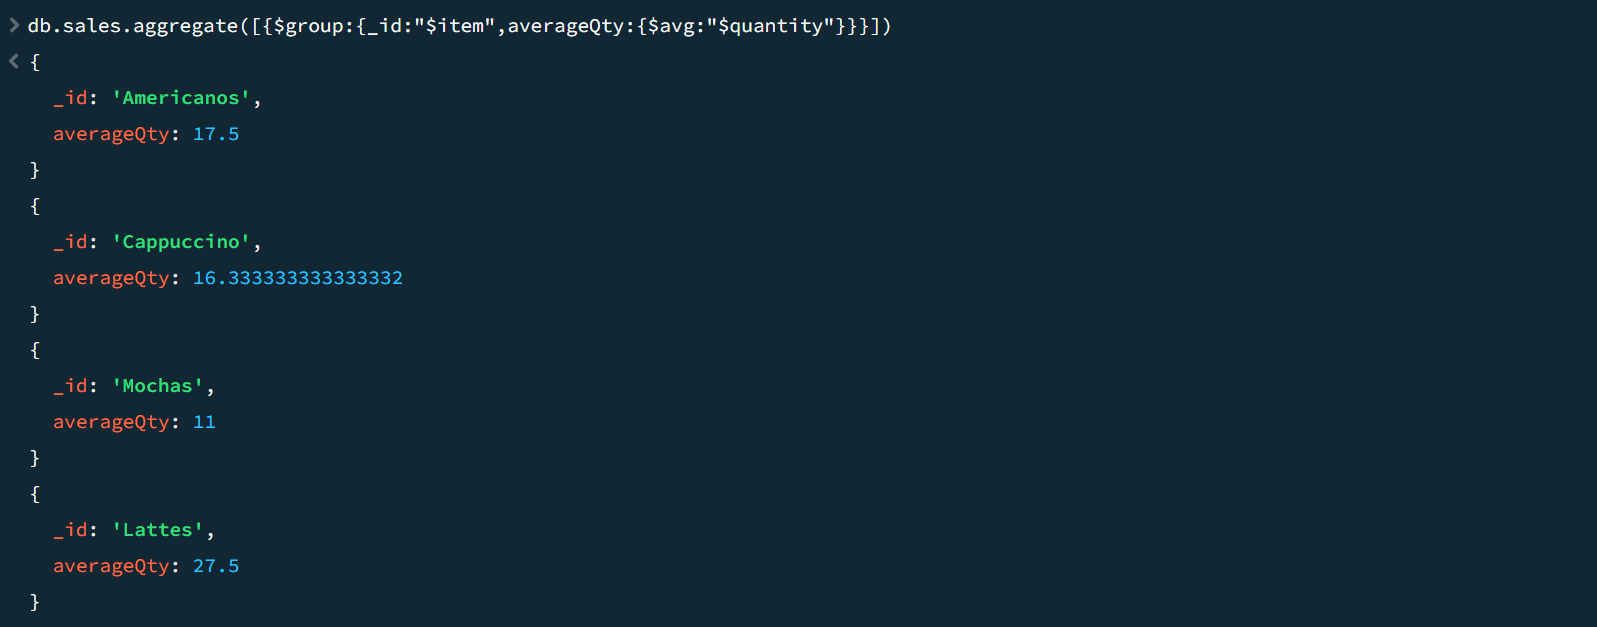 > db.sales.aggregate([{$group:{_id:"$item",averageQty:{$avg:"$quantity"}}}])
< {
_id: 'Americanos',
averageQty: 17.5
}
{
_id: 'Cappuccino',
averageQty: 16.333333333333332
}
{
_id: 'Mochas',
averageQty: 11
}
{
_id: 'Lattes',
averageQty: 27.5
}